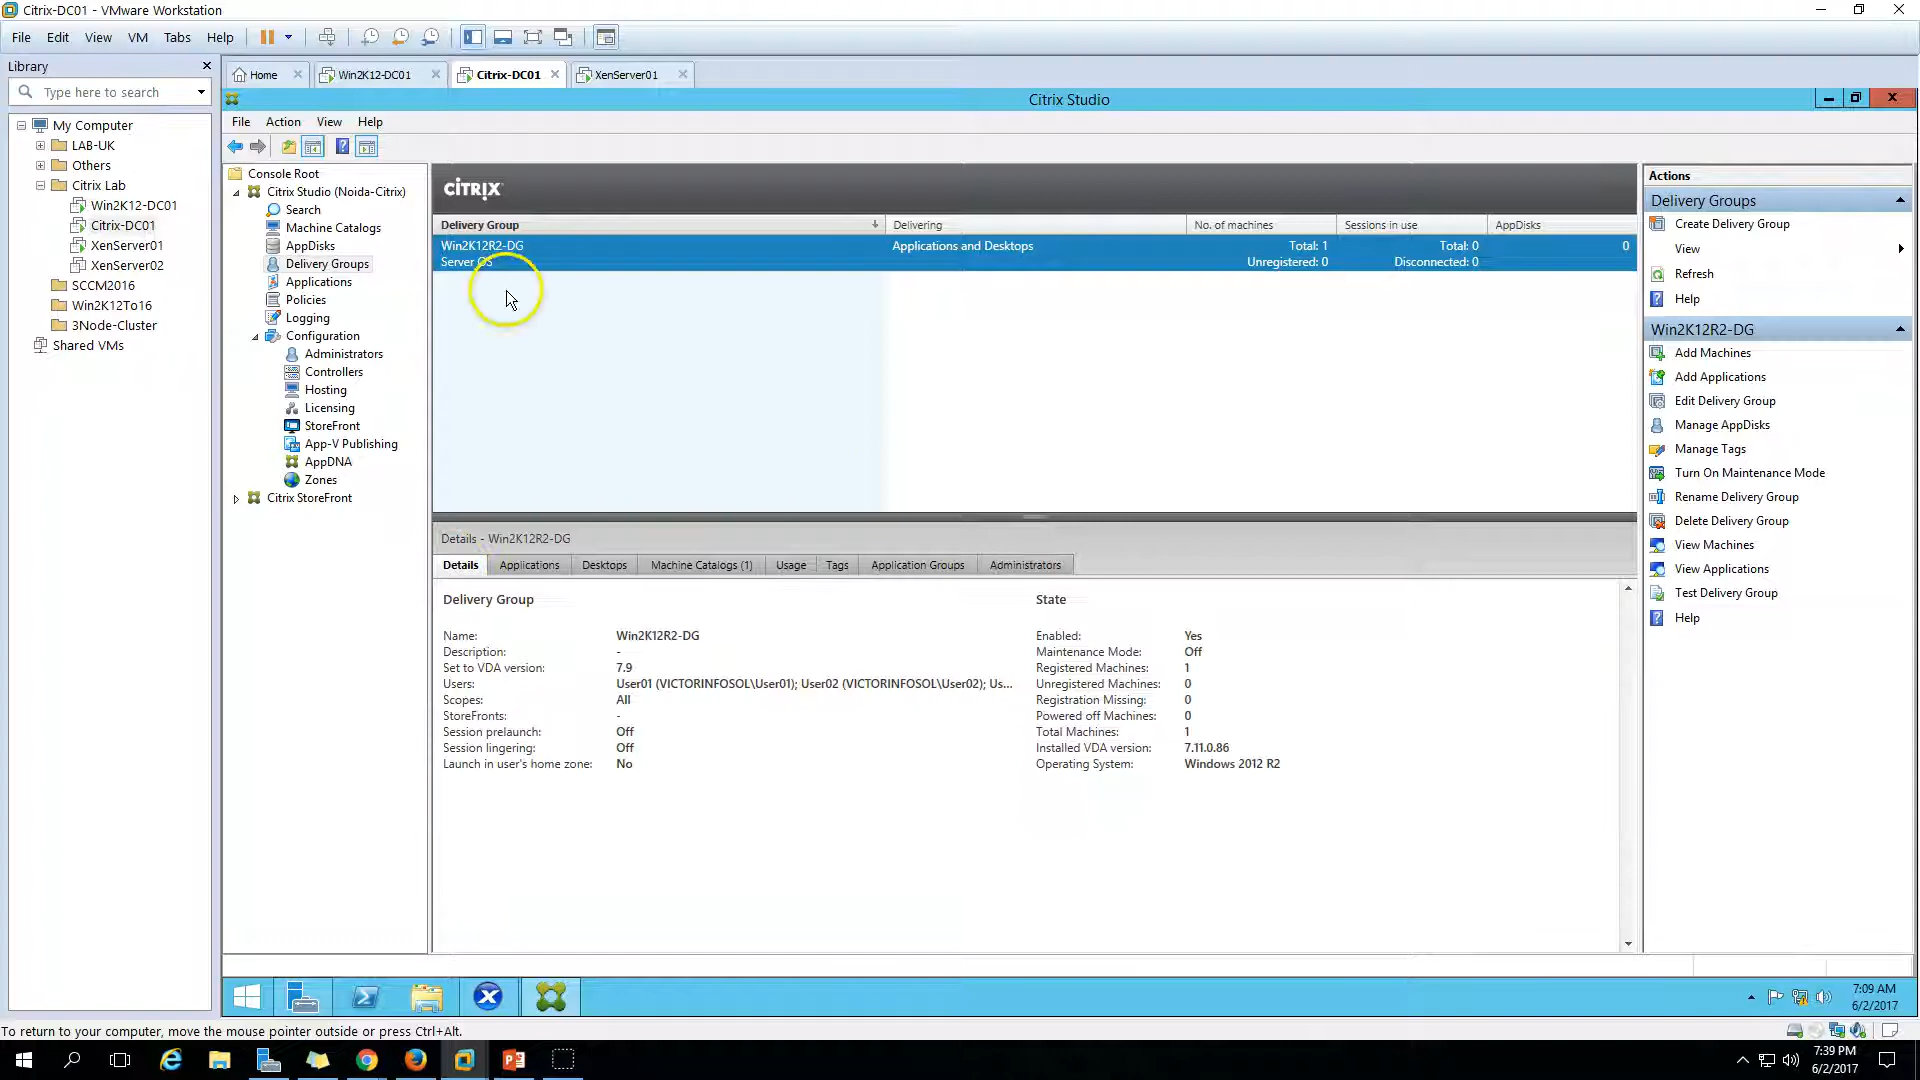 Citrix-DC01 - VMware Workstation
File Edit View VM Tabs Help
Library
Type here to search
My Computer
LAB-UK
Others
Citrix Lab
Win2K12-DC01
Citrix-DC01
XenServer01
XenServer02
SCCM2016
Win2K12To16
3Node-Cluster
Shared VMs
Home Win2K12-DC01 Citrix-DC01 XenServer01
Citrix Studio
File Action View Help
Console Root
Citrix Studio (Noida-Citrix)
Search
Machine Catalogs
AppDisks
Delivery Groups
Applications
Policies
Logging
Configuration
Administrators
Controllers
Hosting
Licensing
StoreFront
App-V Publishing
AppDNA
Zones
Citrix StoreFront
CITRIX
Delivery Group Delivering No. of machines Sessions in use AppDisks
Win2K12R2-DG Applications and Desktops Total: 1 Total: 0 0
Server OS Unregistered: 0 Disconnected: 0
Details - Win2K12R2-DG
Details Applications Desktops Machine Catalogs (1) Usage Tags Application Groups Administrators
Delivery Group
Name: Win2K12R2-DG
Description: -
Set to VDA version: 7.9
Users: User01 (VICTORINFOSOL\User01); User02 (VICTORINFOSOL\User02); Us...
Scopes: All
StoreFronts: -
Session prelaunch: Off
Session lingering: Off
Launch in user's home zone: No
State
Enabled: Yes
Maintenance Mode: Off
Registered Machines: 1
Unregistered Machines: 0
Registration Missing: 0
Powered off Machines: 0
Total Machines: 1
Installed VDA version: 7.11.0.86
Operating System: Windows 2012 R2
Actions
Delivery Groups
Create Delivery Group
View
Refresh
Help
Win2K12R2-DG
Add Machines
Add Applications
Edit Delivery Group
Manage AppDisks
Manage Tags
Turn On Maintenance Mode
Rename Delivery Group
Delete Delivery Group
View Machines
View Applications
Test Delivery Group
Help
7:09 AM
6/2/2017
To return to your computer, move the mouse pointer outside or press Ctrl+Alt.
7:39 PM
6/2/2017